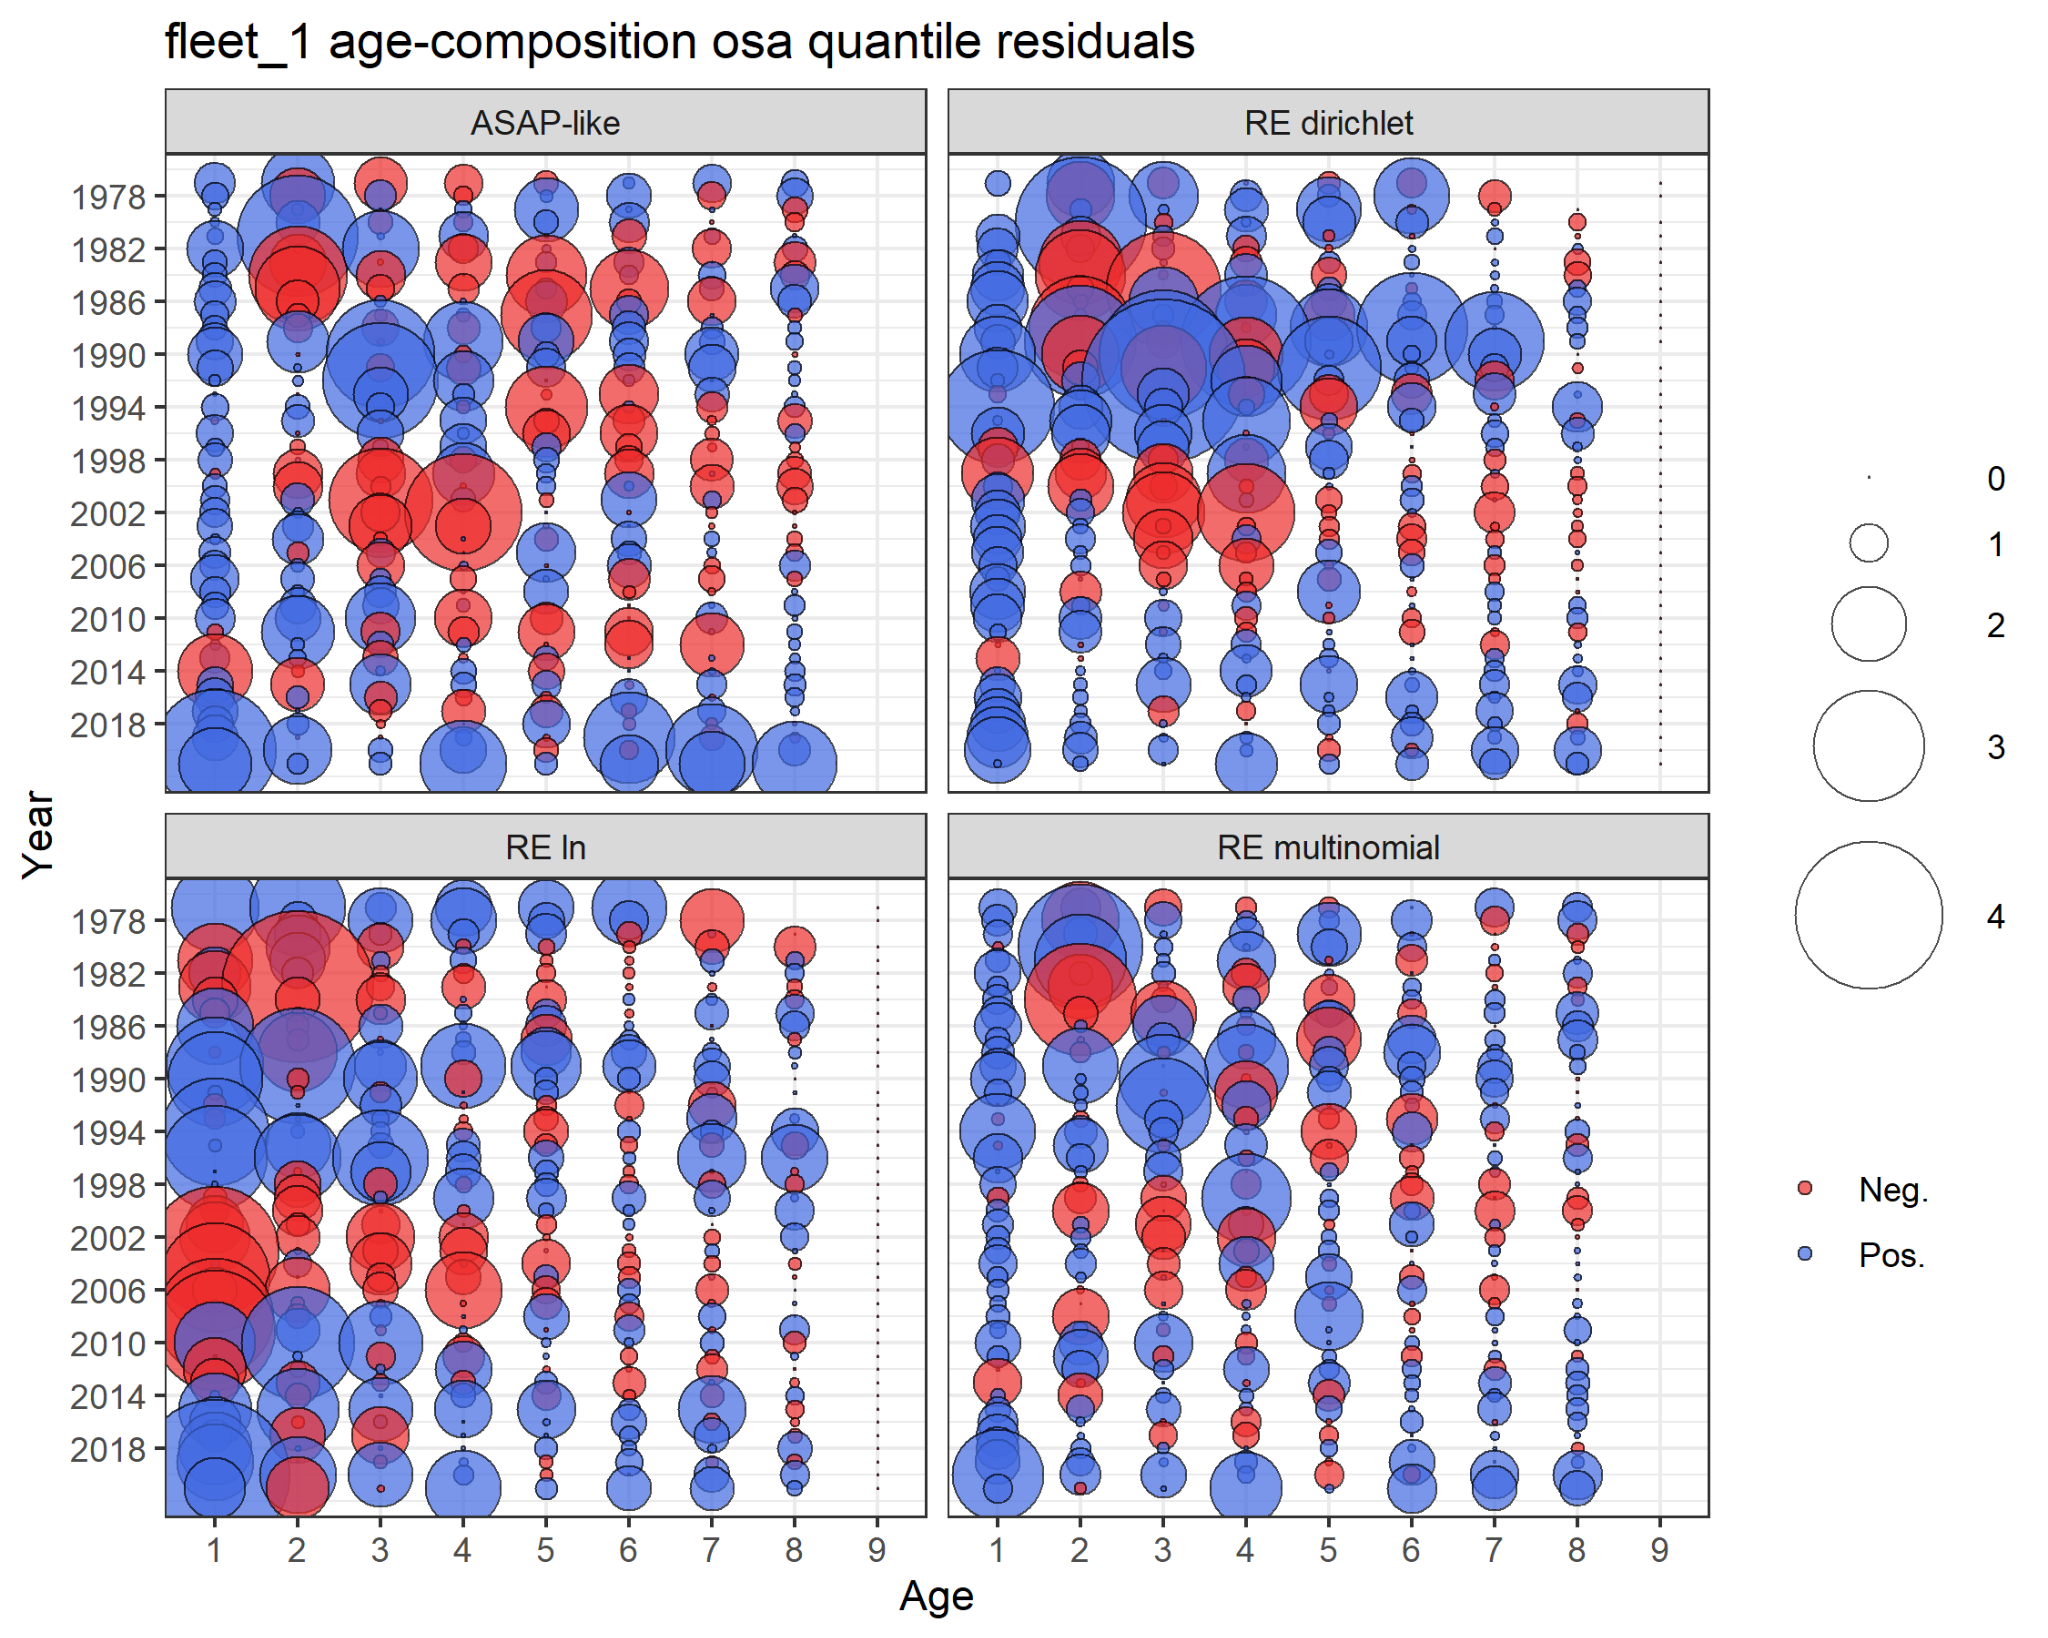 fleet_1 age-composition osa quantile residuals
ASAP-like
RE dirichlet
1978
1982
1986
1990
1994
1998
2002
2006
2010
2014
2018
RE ln
RE multinomial
1978
1982
1986
1990
1994
1998
2002
2006
2010
2014
2018
1 2 3 4 5 6 7 8 9
1 2 3 4 5 6 7 8 9
Age
Year
0
1
2
3
4
Neg.
Pos.